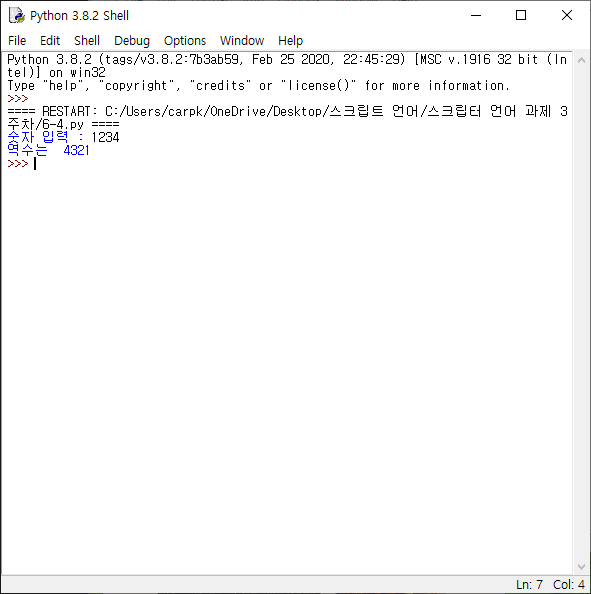 Python 3.8.2 Shell
File Edit Shell Debug Options Window Help
Python 3.8.2 (tags/v3.8.2:7b3ab59, Feb 25 2020, 22:45:29) [MSC v.1916 32 bit (In
tel)] on win32
Type "help", "copyright", "credits" or "license()" for more information.
>>>
==== RESTART: C:/Users/carpk/OneDrive/Desktop/스크립트 언어/스크립터 언어 과제 3
주차/6-4.py ====
숫자 입력 : 1234
역수는  4321
>>>
Ln: 7 Col: 4